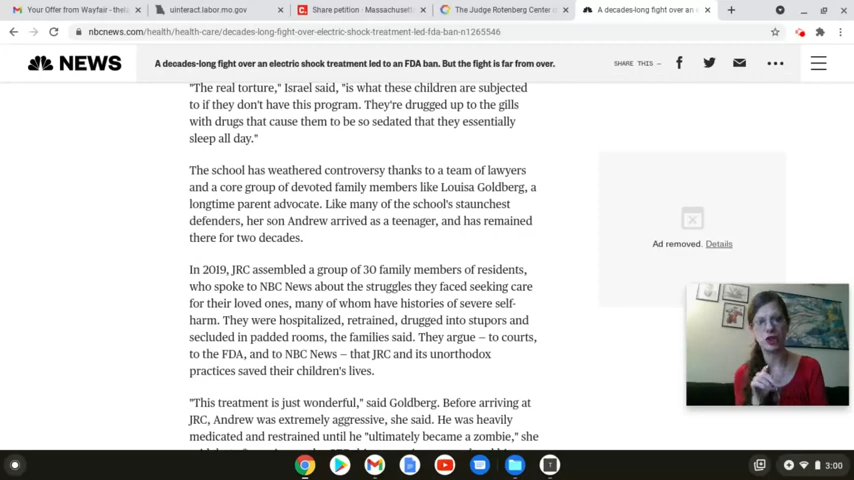 Your Offer from Wayfair - thela
uinteract.labor.mo.gov
Share petition · Massachusett
The Judge Rotenberg Center is
A decades-long fight over an e
nbcnews.com/health/health-care/decades-long-fight-over-electric-shock-treatment-led-fda-ban-n1265546
NEWS
A decades-long fight over an electric shock treatment led to an FDA ban. But the fight is far from over.
SHARE THIS —
"The real torture," Israel said, "is what these children are subjected
to if they don't have this program. They're drugged up to the gills
with drugs that cause them to be so sedated that they essentially
sleep all day."
The school has weathered controversy thanks to a team of lawyers
and a core group of devoted family members like Louisa Goldberg, a
longtime parent advocate. Like many of the school's staunchest
defenders, her son Andrew arrived as a teenager, and has remained
there for two decades.
Ad removed. Details
In 2019, JRC assembled a group of 30 family members of residents,
who spoke to NBC News about the struggles they faced seeking care
for their loved ones, many of whom have histories of severe self-
harm. They were hospitalized, retrained, drugged into stupors and
secluded in padded rooms, the families said. They argue — to courts,
to the FDA, and to NBC News — that JRC and its unorthodox
practices saved their children's lives.
"This treatment is just wonderful," said Goldberg. Before arriving at
JRC, Andrew was extremely aggressive, she said. He was heavily
medicated and restrained until he "ultimately became a zombie," she
3:00